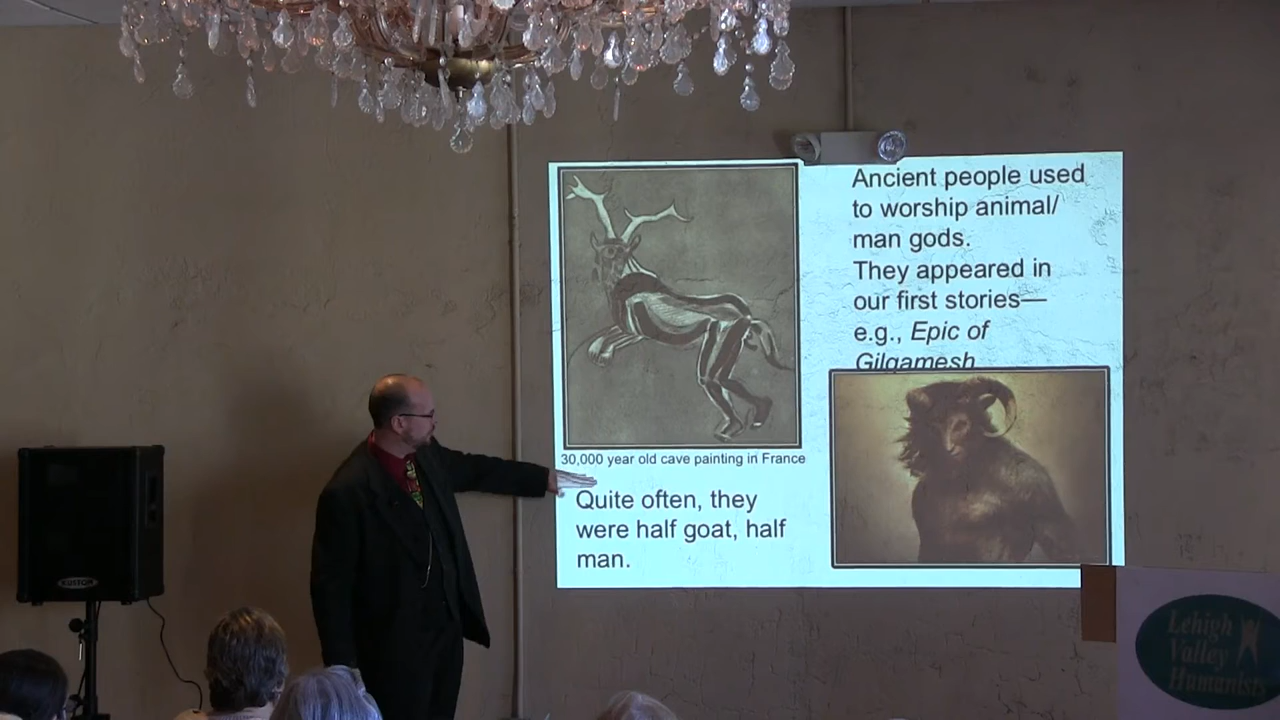 Ancient people used
to worship animal/
man gods.
They appeared in
our first stories—
e.g., Epic of
Gilgamesh
30,000 year old cave painting in France
Quite often, they
were half goat, half
man.
KUSTOM
Lehigh
Valley
Humanists